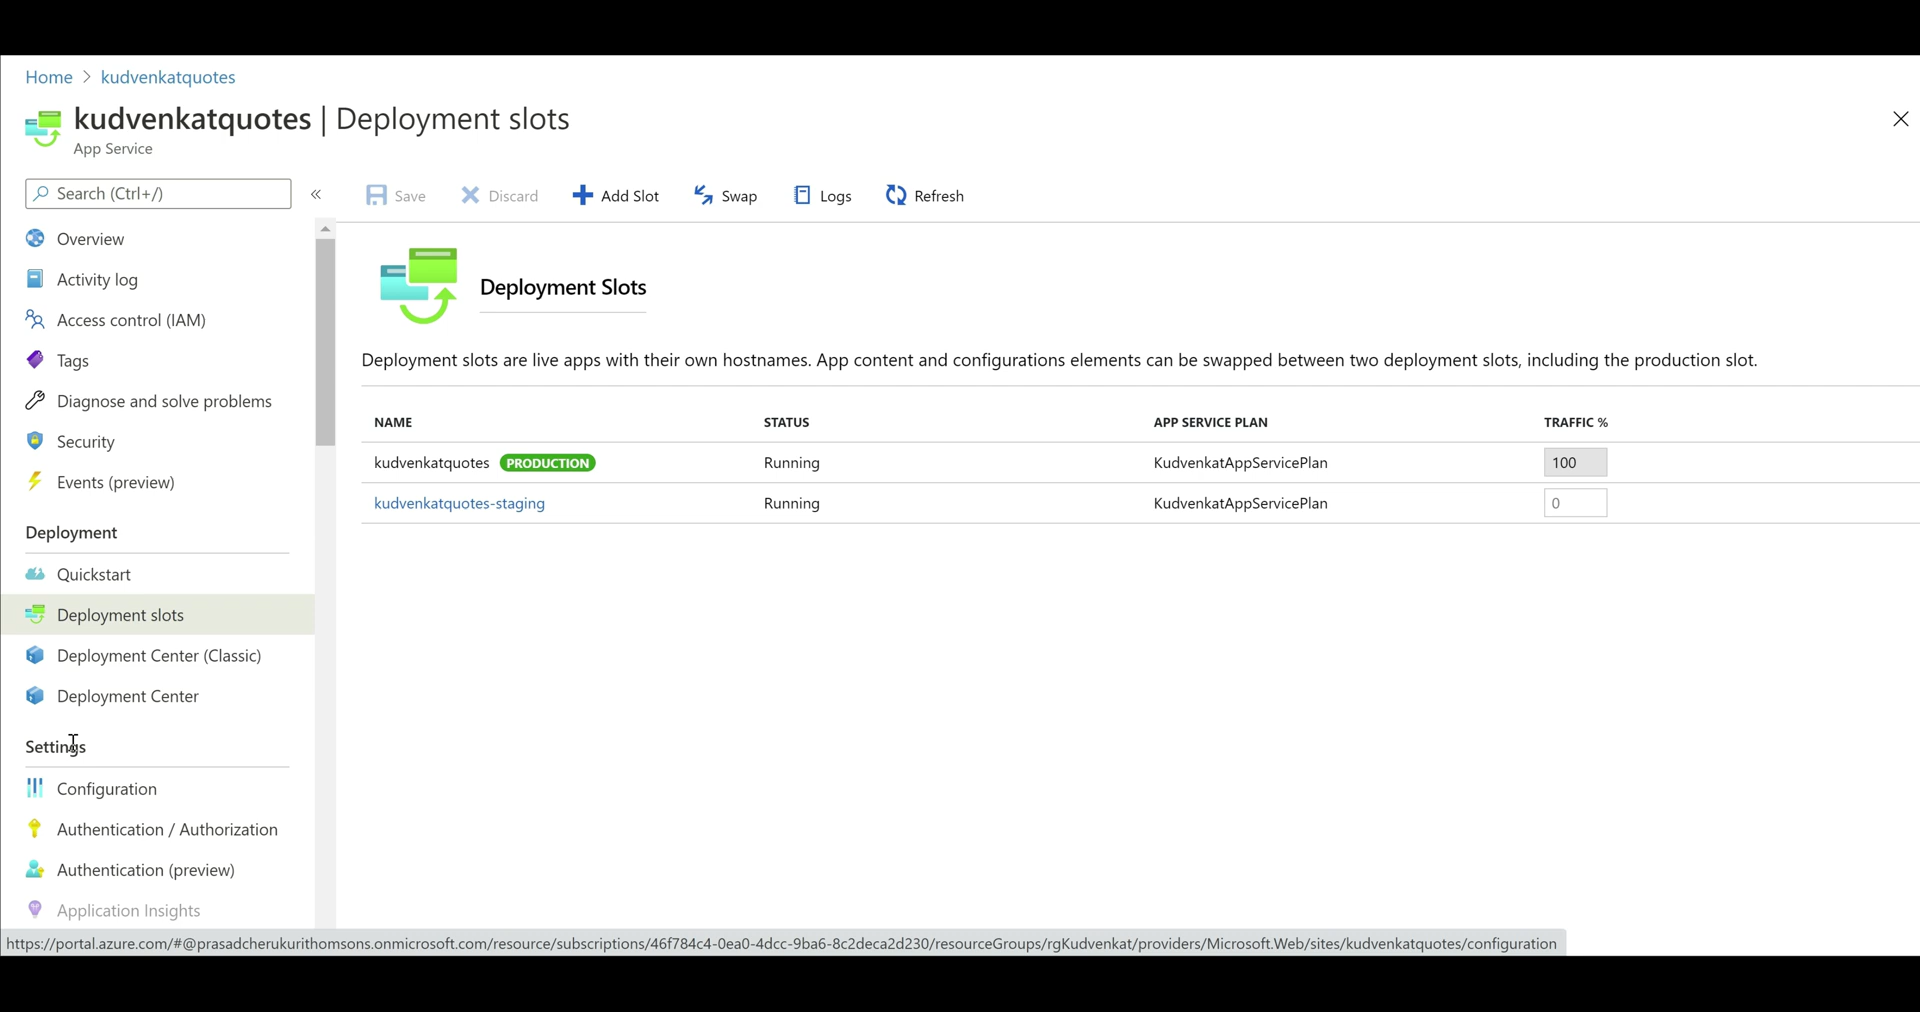 Home > kudvenkatquotes
kudvenkatquotes | Deployment slots
App Service
Search (Ctrl+/)
«
Save
Discard
Add Slot
Swap
Logs
Refresh
Overview
Activity log
Access control (IAM)
Tags
Diagnose and solve problems
Security
Events (preview)
Deployment
Quickstart
Deployment slots
Deployment Center (Classic)
Deployment Center
Settings
Configuration
Authentication / Authorization
Authentication (preview)
Application Insights
Deployment Slots
Deployment slots are live apps with their own hostnames. App content and configurations elements can be swapped between two deployment slots, including the production slot.
NAME STATUS APP SERVICE PLAN TRAFFIC %
kudvenkatquotes PRODUCTION Running KudvenkatAppServicePlan 100
kudvenkatquotes-staging Running KudvenkatAppServicePlan 0
https://portal.azure.com/#@prasadcherukurithomsons.onmicrosoft.com/resource/subscriptions/46f784c4-0ea0-4dcc-9ba6-8c2deca2d230/resourceGroups/rgKudvenkat/providers/Microsoft.Web/sites/kudvenkatquotes/configuration